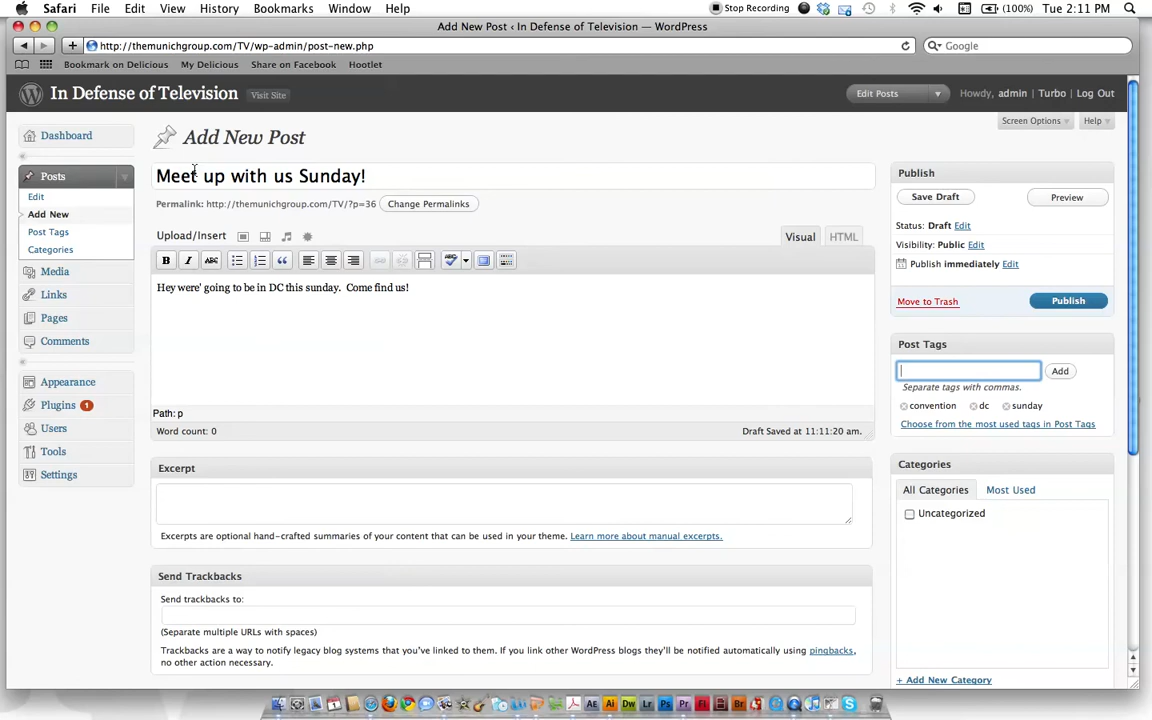 Safari File Edit View History Bookmarks Window Help Stop Recording (100%) Tue 2:11 PM
Add New Post ‹ In Defense of Television — WordPress
http://themunichgroup.com/TV/wp-admin/post-new.php Google
Bookmark on Delicious My Delicious Share on Facebook Hootlet
In Defense of Television Visit Site Edit Posts Howdy, admin | Turbo | Log Out
Screen Options Help
Add New Post
Dashboard
Posts
Edit
Add New
Post Tags
Categories
Media
Links
Pages
Comments
Appearance
Plugins 1
Users
Tools
Settings
Meet up with us Sunday!
Permalink: http://themunichgroup.com/TV/?p=36 Change Permalinks
Upload/Insert Visual HTML
B I ABC ABC
Hey were' going to be in DC this sunday.  Come find us!
Path: p
Word count: 0 Draft Saved at 11:11:20 am.
Excerpt
Excerpts are optional hand-crafted summaries of your content that can be used in your theme. Learn more about manual excerpts.
Send Trackbacks
Send trackbacks to:
(Separate multiple URLs with spaces)
Trackbacks are a way to notify legacy blog systems that you've linked to them. If you link other WordPress blogs they'll be notified automatically using pingbacks,
no other action necessary.
Publish
Save Draft Preview
Status: Draft Edit
Visibility: Public Edit
Publish immediately Edit
Move to Trash Publish
Post Tags
Add
Separate tags with commas.
convention dc sunday
Choose from the most used tags in Post Tags
Categories
All Categories Most Used
Uncategorized
+ Add New Category
Ai Dw Lr Ps Pr Fl Br
AE